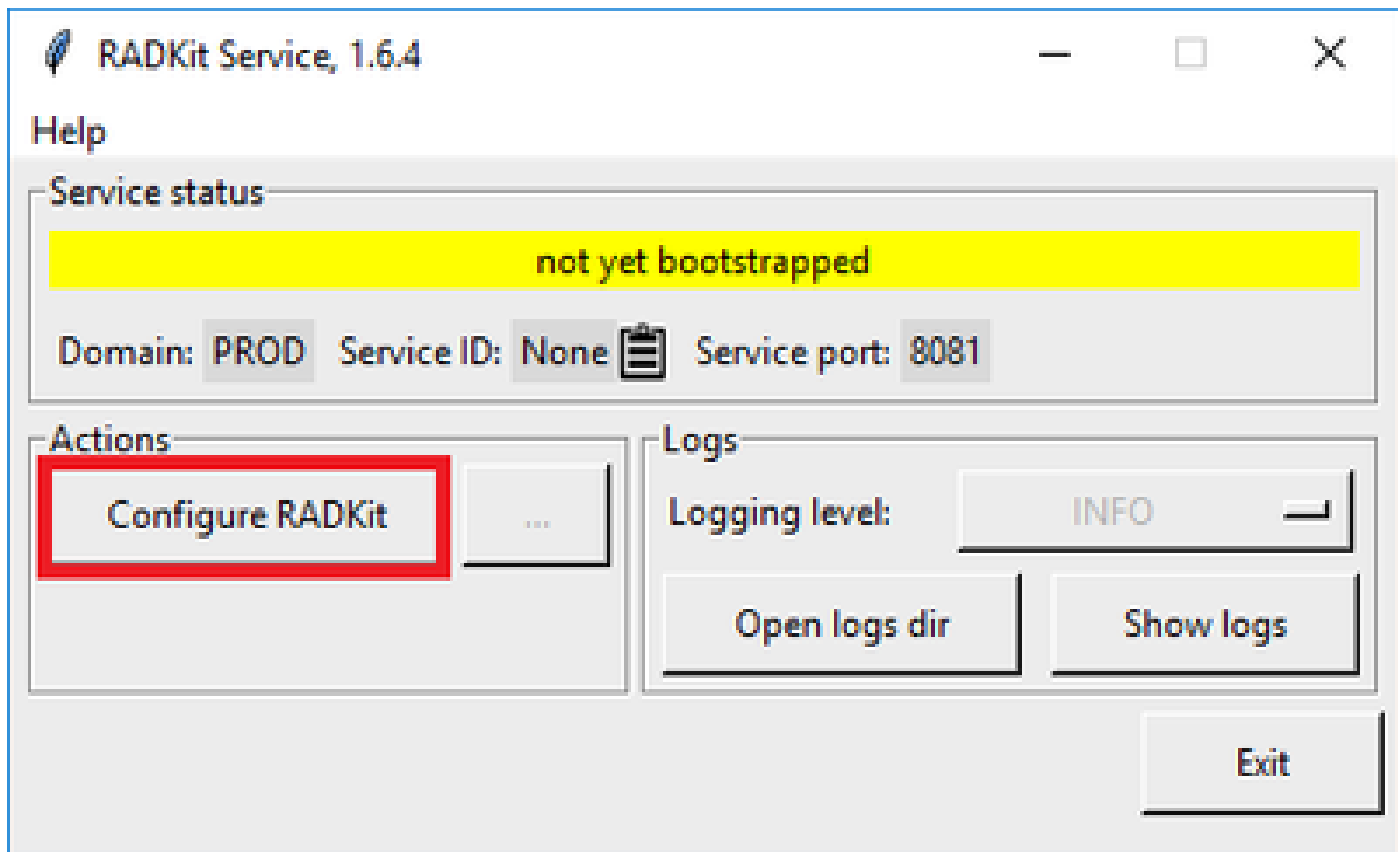 RADKit Service, 1.6.4
Help
Service status
not yet bootstrapped
Domain: PROD Service ID: None Service port: 8081
Actions
Configure RADKit ...
Logs
Logging level: INFO
Open logs dir Show logs
Exit